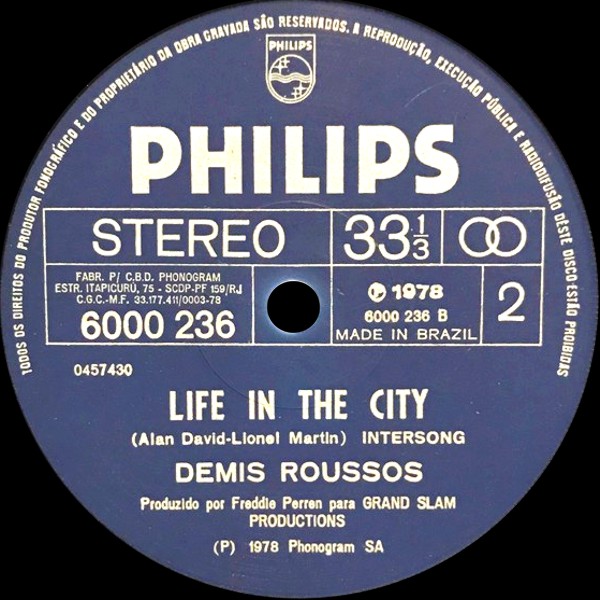 TODOS OS DIREITOS DO PRODUTOR FONOGRÁFICO E DO PROPRIETÁRIO DA OBRA GRAVADA SÃO RESERVADOS. A REPRODUÇÃO, EXECUÇÃO PÚBLICA E RADIODIFUSÃO DÊSTE DISCO ESTÃO PROIBIDAS
PHILIPS
PHILIPS
STEREO 33 1/3
FABR. P/ C.B.D. PHONOGRAM
ESTR. ITAPICURÚ, 75 - SCDP-PF 159/RJ
C.G.C.-M.F. 33.177.411/0003-78
6000 236
Ⓟ 1978
6000 236 B
MADE IN BRAZIL
2
0457430
LIFE IN THE CITY
(Alan David-Lionel Martin) INTERSONG
DEMIS ROUSSOS
Produzido por Freddie Perren para GRAND SLAM
PRODUCTIONS
(P) 1978 Phonogram SA